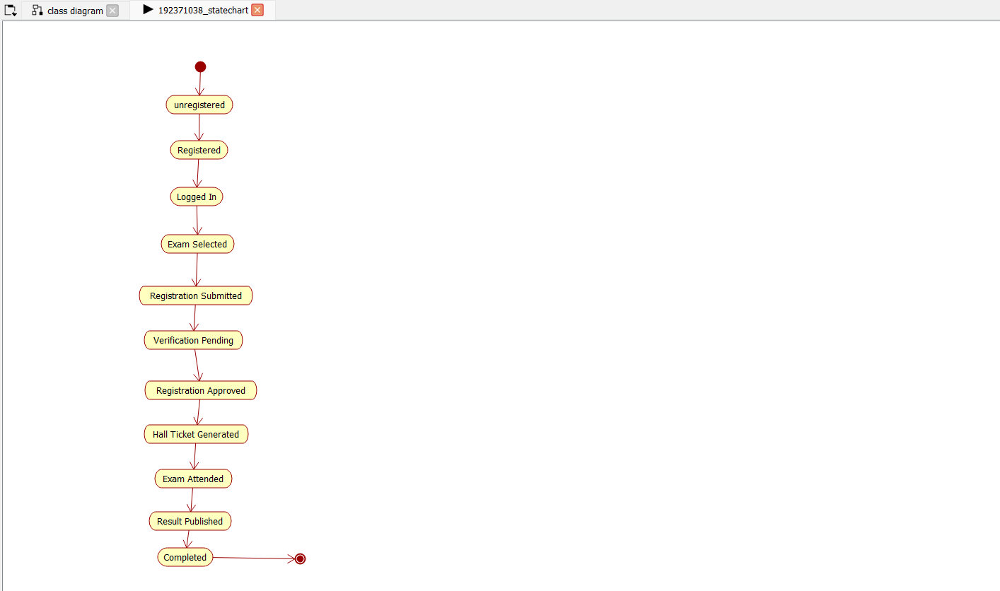 class diagram
192371038_statechart
unregistered
Registered
Logged In
Exam Selected
Registration Submitted
Verification Pending
Registration Approved
Hall Ticket Generated
Exam Attended
Result Published
Completed